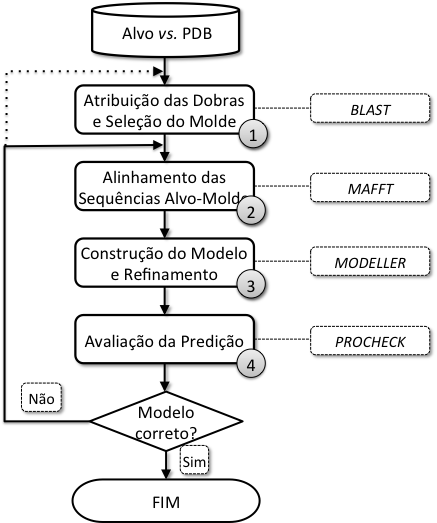 Alvo vs. PDB
Atribuição das Dobras
e Seleção do Molde
1
BLAST
Alinhamento das
Sequências Alvo-Molde
2
MAFFT
Construção do Modelo
e Refinamento
3
MODELLER
Avaliação da Predição
4
PROCHECK
Modelo
correto?
Não
Sim
FIM